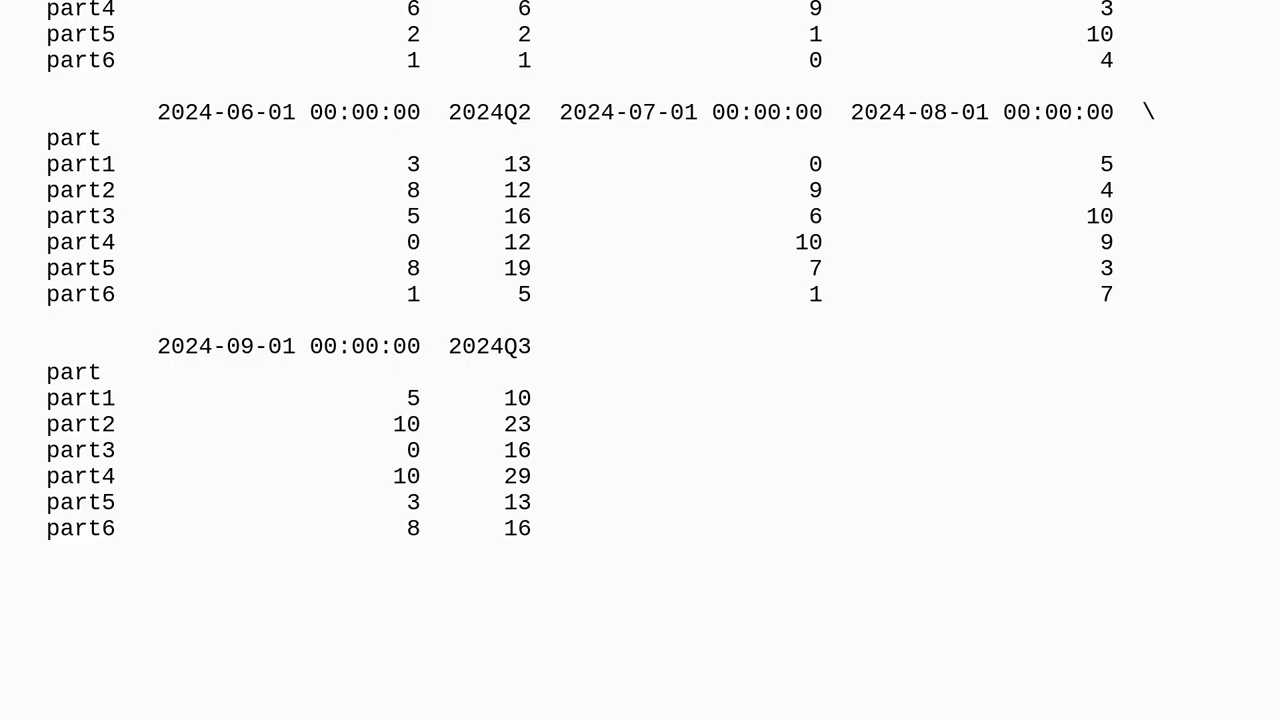 part4 6 6 9 3
part5 2 2 1 10
part6 1 1 0 4
2024-06-01 00:00:00 2024Q2 2024-07-01 00:00:00 2024-08-01 00:00:00 \
part
part1 3 13 0 5
part2 8 12 9 4
part3 5 16 6 10
part4 0 12 10 9
part5 8 19 7 3
part6 1 5 1 7
2024-09-01 00:00:00 2024Q3
part
part1 5 10
part2 10 23
part3 0 16
part4 10 29
part5 3 13
part6 8 16